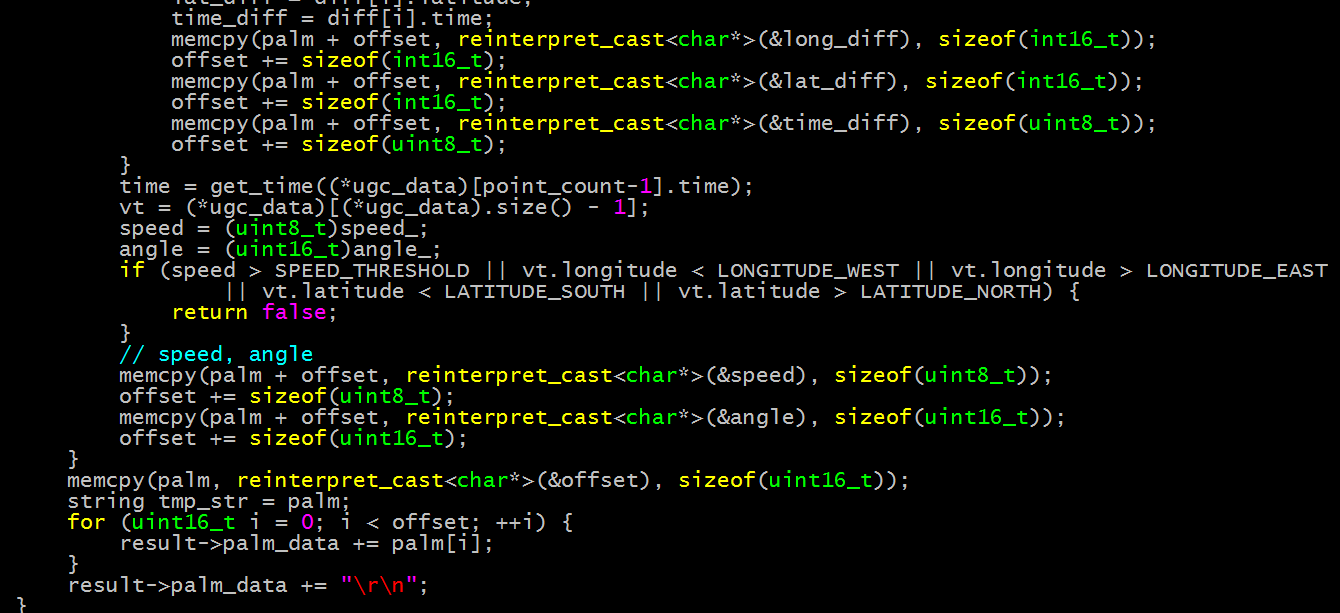 lat_diff = diff[i].latitude;
time_diff = diff[i].time;
memcpy(palm + offset, reinterpret_cast<char*>(&long_diff), sizeof(int16_t));
offset += sizeof(int16_t);
memcpy(palm + offset, reinterpret_cast<char*>(&lat_diff), sizeof(int16_t));
offset += sizeof(int16_t);
memcpy(palm + offset, reinterpret_cast<char*>(&time_diff), sizeof(uint8_t));
offset += sizeof(uint8_t);
}
time = get_time((*ugc_data)[point_count-1].time);
vt = (*ugc_data)[(*ugc_data).size() - 1];
speed = (uint8_t)speed_;
angle = (uint16_t)angle_;
if (speed > SPEED_THRESHOLD || vt.longitude < LONGITUDE_WEST || vt.longitude > LONGITUDE_EAST
|| vt.latitude < LATITUDE_SOUTH || vt.latitude > LATITUDE_NORTH) {
return false;
}
// speed, angle
memcpy(palm + offset, reinterpret_cast<char*>(&speed), sizeof(uint8_t));
offset += sizeof(uint8_t);
memcpy(palm + offset, reinterpret_cast<char*>(&angle), sizeof(uint16_t));
offset += sizeof(uint16_t);
}
memcpy(palm, reinterpret_cast<char*>(&offset), sizeof(uint16_t));
string tmp_str = palm;
for (uint16_t i = 0; i < offset; ++i) {
result->palm_data += palm[i];
}
result->palm_data += "\r\n";
}